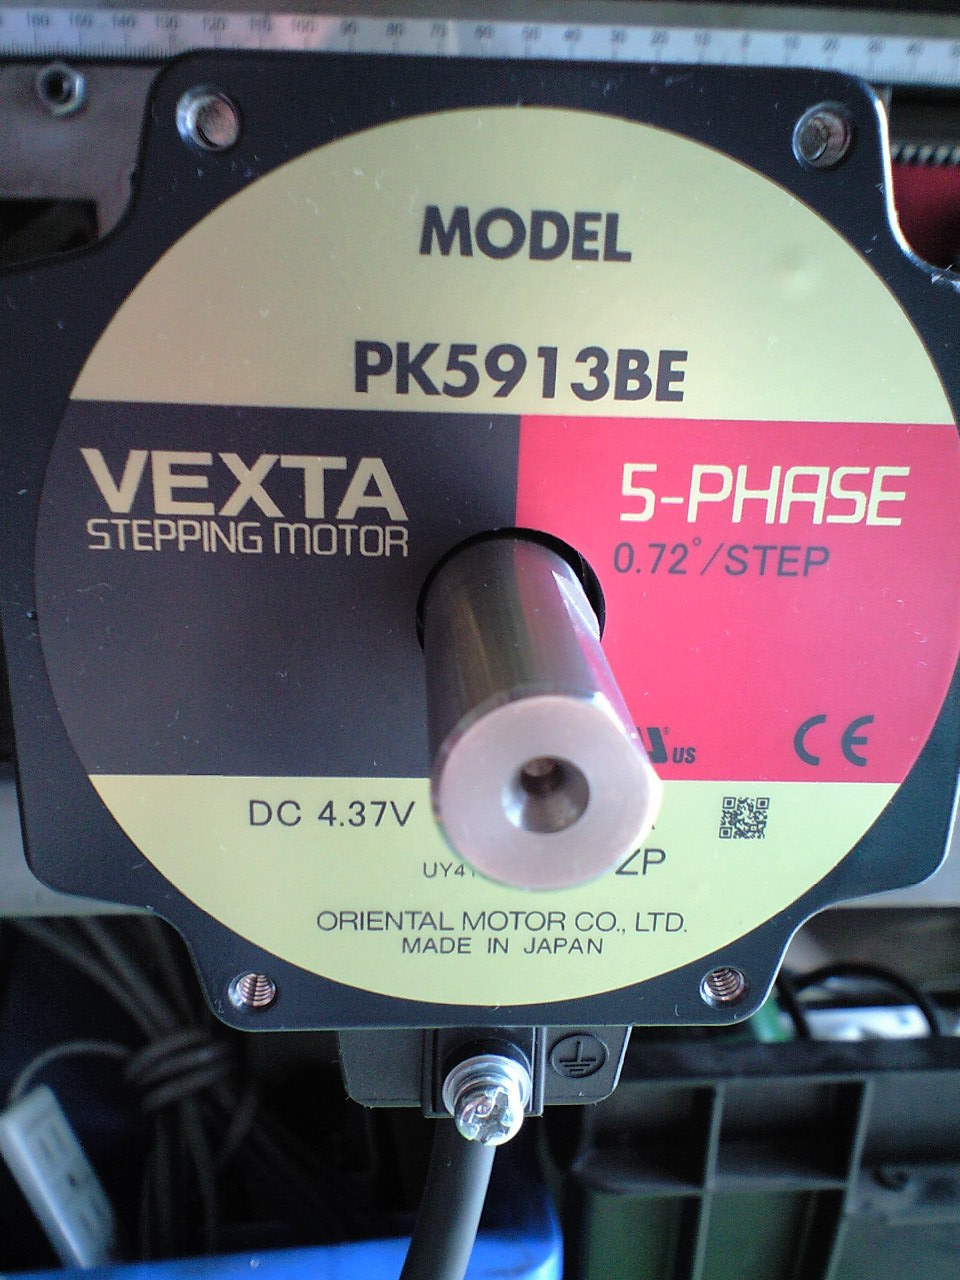 MODEL
PK5913BE
VEXTA
STEPPING MOTOR
5-PHASE
0.72°/STEP
US
CE
DC 4.37V
ZP
ORIENTAL MOTOR CO., LTD.
MADE IN JAPAN